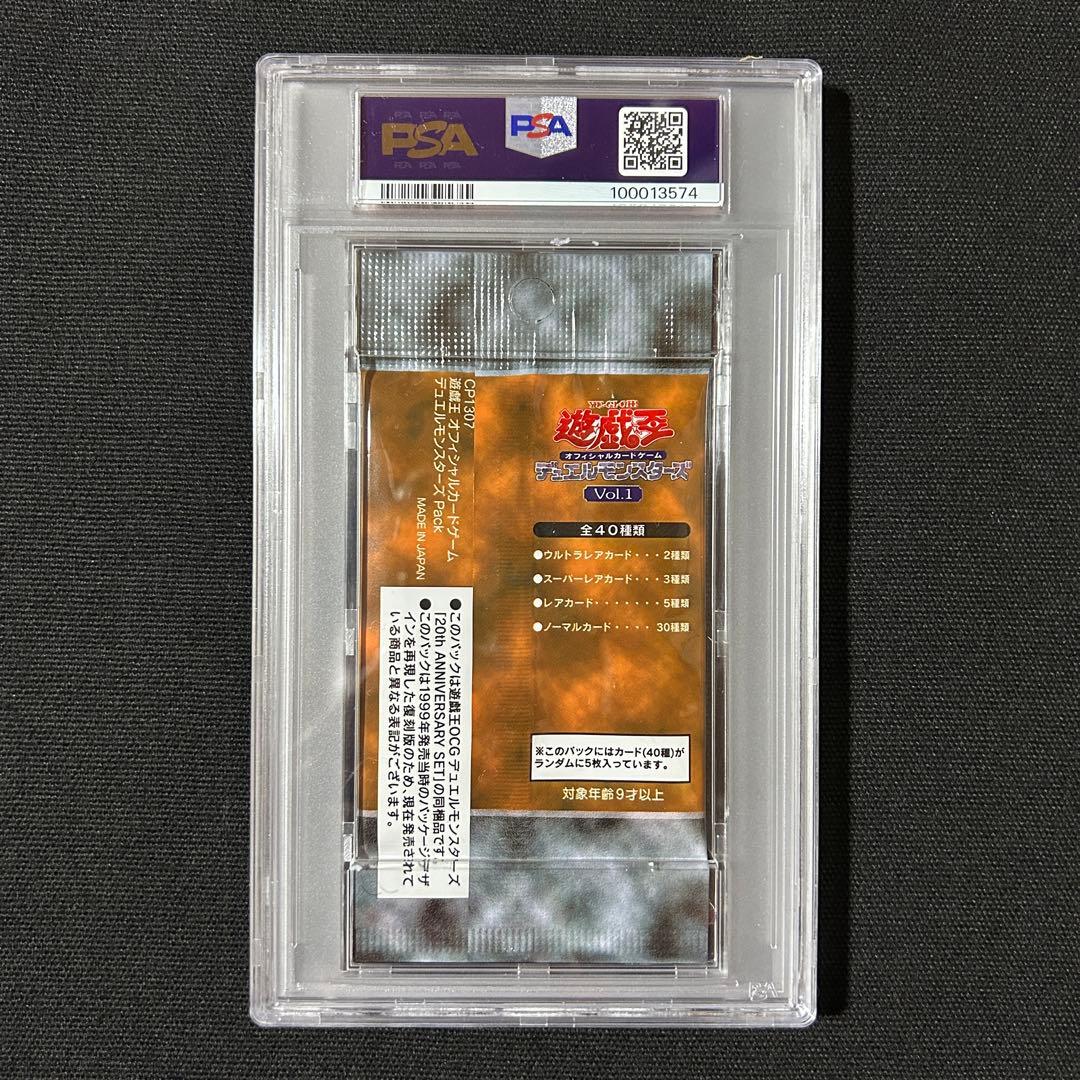 PSA
PSA
100013574
CP1307
遊戯王 オフィシャルカードゲーム
デュエルモンスターズ Pack
MADE IN JAPAN
YU-GI-OH!
遊戯王
オフィシャルカードゲーム
デュエルモンスターズ
Vol.1
全40種類
●ウルトラレアカード・・・2種類
●スーパーレアカード・・・3種類
●レアカード・・・・・・・5種類
●ノーマルカード・・・・30種類
※このパックにはカード(40種)が
ランダムに5枚入っています。
対象年齢9才以上
●このパックは遊戯王OCG デュエルモンスターズ
「20th ANNIVERSARY SET」の同梱品です。
●このパックは1999年発売当時のパッケージデザ
インを再現した復刻版のため、現在発売されて
いる商品と異なる表記がございます。
PSA